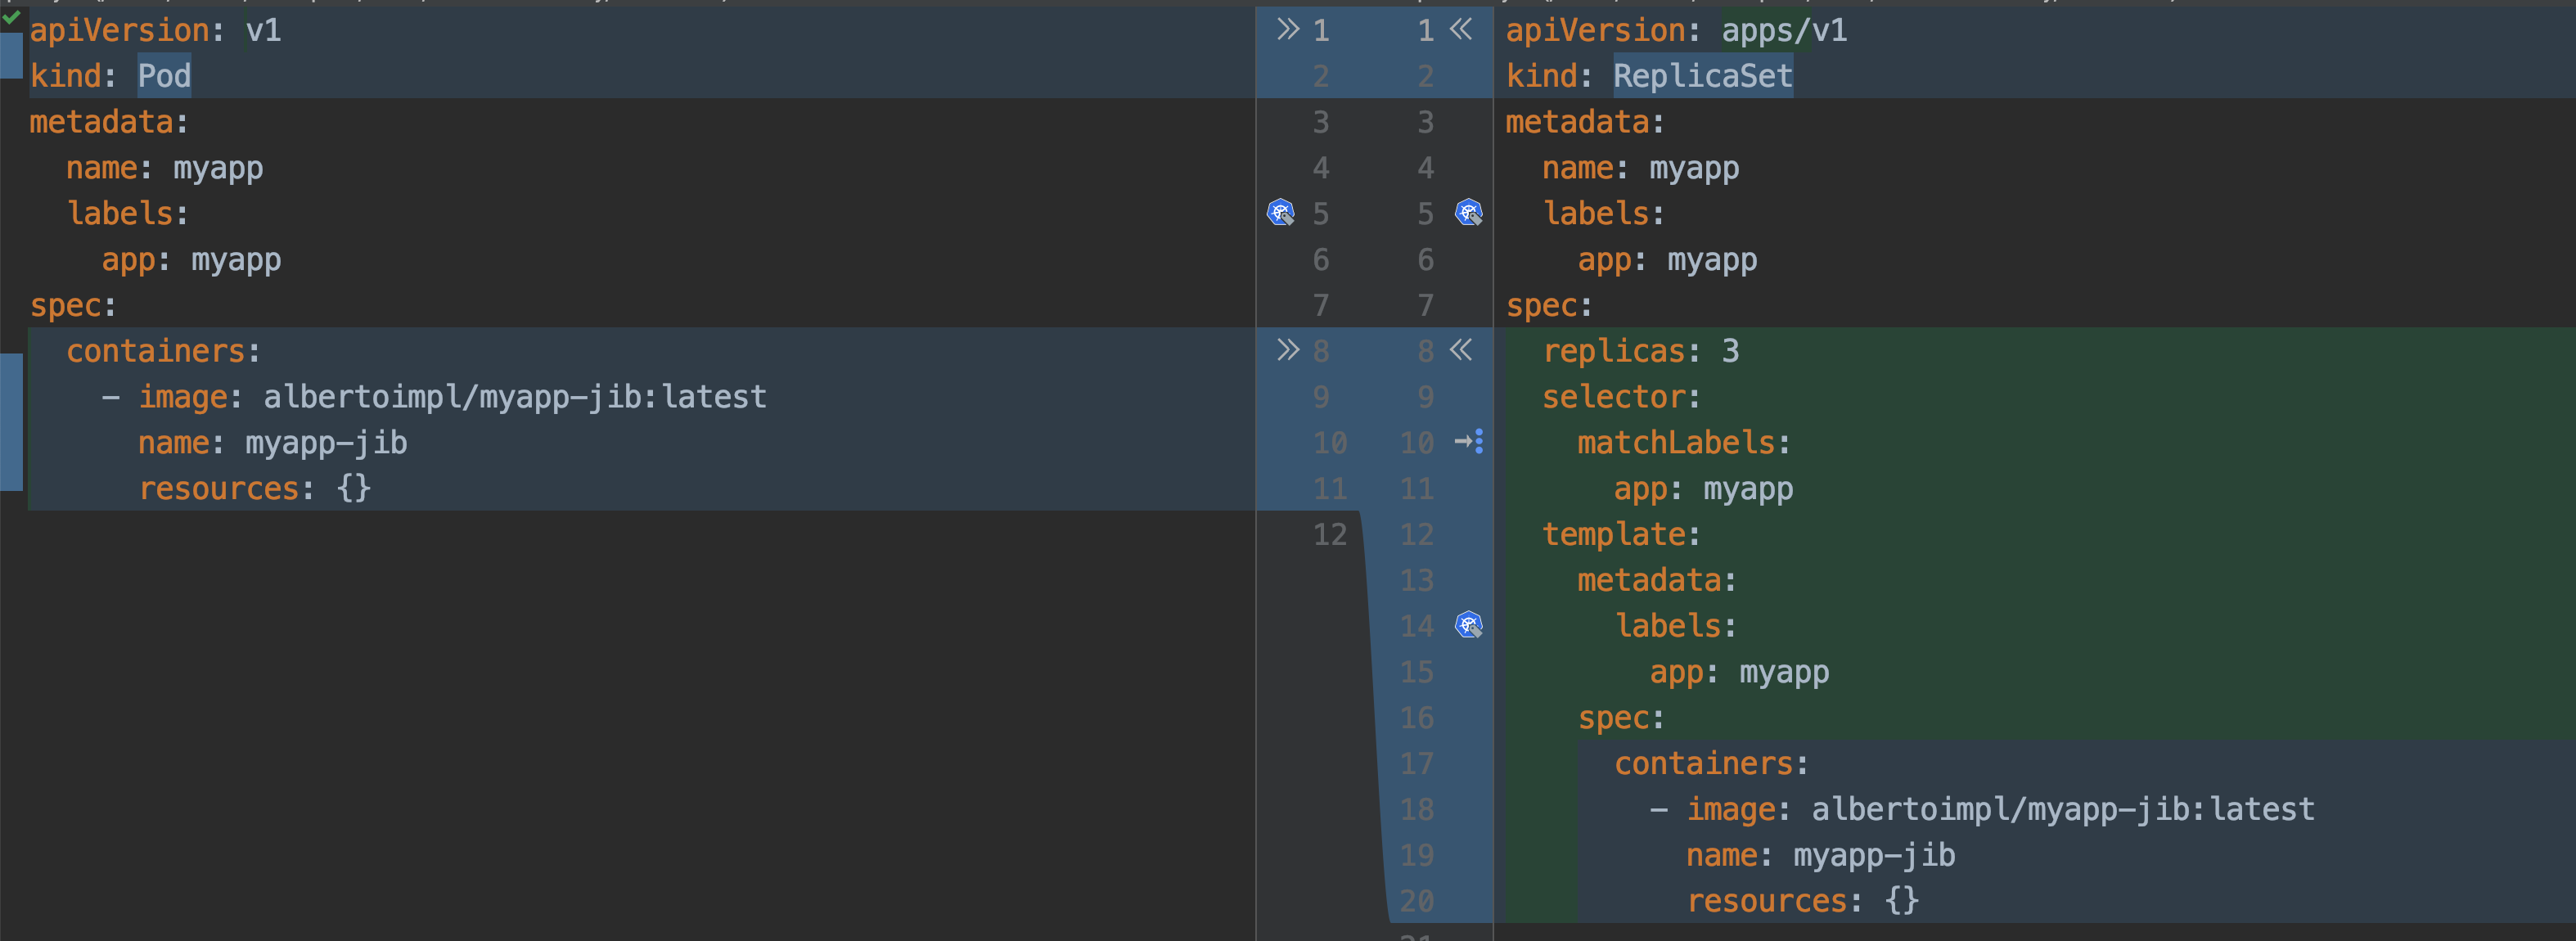 apiVersion: v1
kind: Pod
metadata:
  name: myapp
  labels:
    app: myapp
spec:
  containers:
    - image: albertoimpl/myapp-jib:latest
      name: myapp-jib
      resources: {}
1 1
2 2
3 3
4 4
5 5
6 6
7 7
8 8
9 9
10 10
11 11
12 12
13
14
15
16
17
18
19
20
apiVersion: apps/v1
kind: ReplicaSet
metadata:
  name: myapp
  labels:
    app: myapp
spec:
  replicas: 3
  selector:
    matchLabels:
      app: myapp
  template:
    metadata:
      labels:
        app: myapp
    spec:
      containers:
        - image: albertoimpl/myapp-jib:latest
          name: myapp-jib
          resources: {}